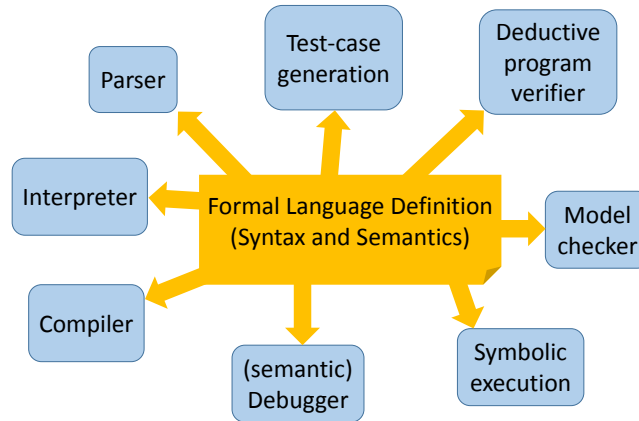 Test-case
generation
Deductive
program
verifier
Parser
Interpreter
Formal Language Definition
(Syntax and Semantics)
Model
checker
Compiler
(semantic)
Debugger
Symbolic
execution